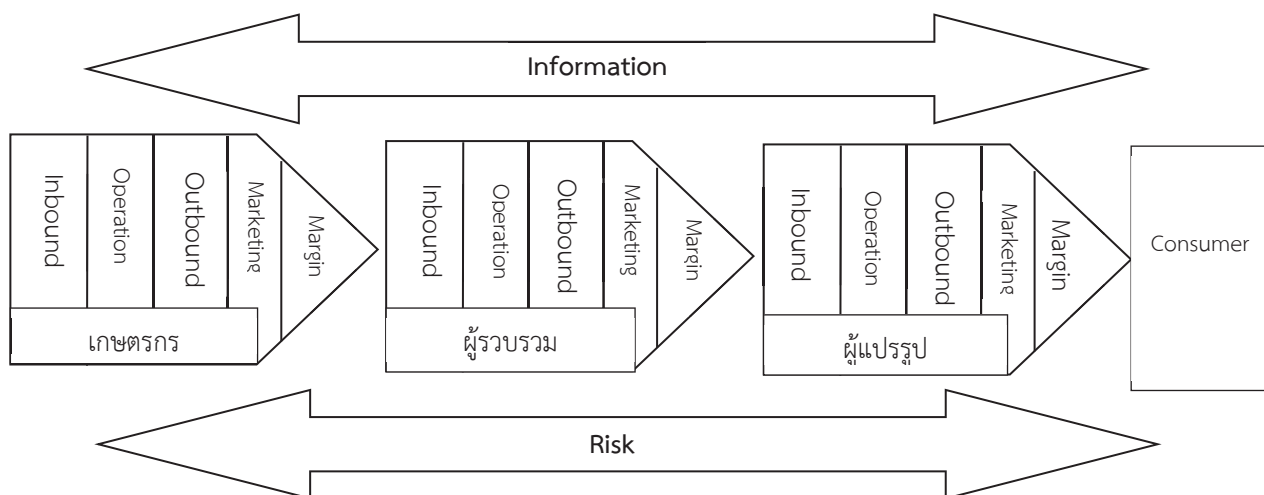 Information
Inbound
Operation
Outbound
Marketing
Margin
เกษตรกร
Inbound
Operation
Outbound
Marketing
Margin
ผู้รวบรวม
Inbound
Operation
Outbound
Marketing
Margin
ผู้แปรรูป
Consumer
Risk